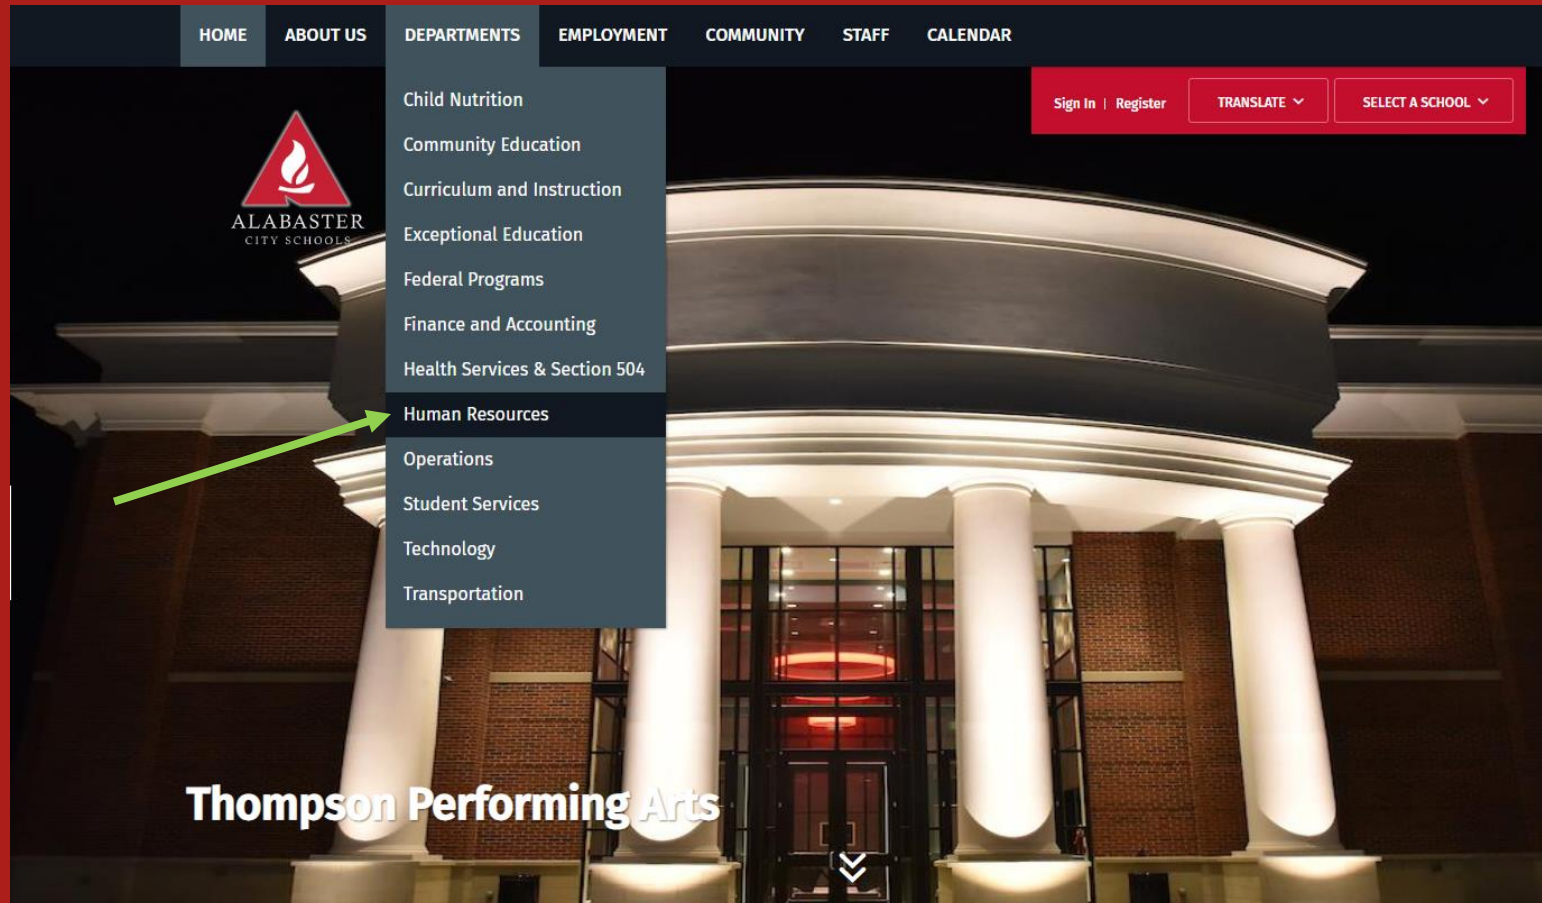 HOME ABOUT US DEPARTMENTS EMPLOYMENT COMMUNITY STAFF CALENDAR
Sign In | Register TRANSLATE SELECT A SCHOOL
ALABASTER
CITY SCHOOLS
Child Nutrition
Community Education
Curriculum and Instruction
Exceptional Education
Federal Programs
Finance and Accounting
Health Services & Section 504
Human Resources
Operations
Student Services
Technology
Transportation
Thompson Performing Arts